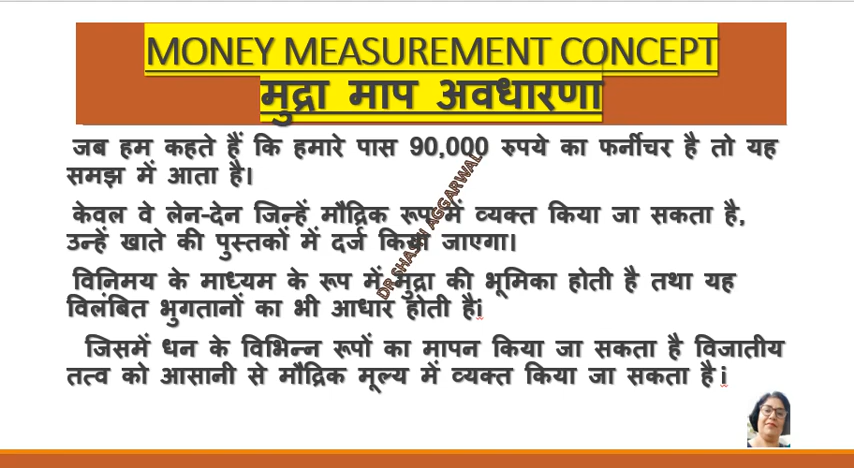 MONEY MEASUREMENT CONCEPT
मुद्रा माप अवधारणा
जब हम कहते हैं कि हमारे पास 90,000 रुपये का फर्नीचर है तो यह
समझ में आता है।
केवल वे लेन-देन जिन्हें मौद्रिक रूप में व्यक्त किया जा सकता है,
उन्हें खाते की पुस्तकों में दर्ज किया जाएगा।
विनिमय के माध्यम के रूप में मुद्रा की भूमिका होती है तथा यह
विलंबित भुगतानों का भी आधार होती हैi
जिसमें धन के विभिन्न रूपों का मापन किया जा सकता है विजातीय
तत्व को आसानी से मौद्रिक मूल्य में व्यक्त किया जा सकता है i
DR SHASHI AGGARWAL